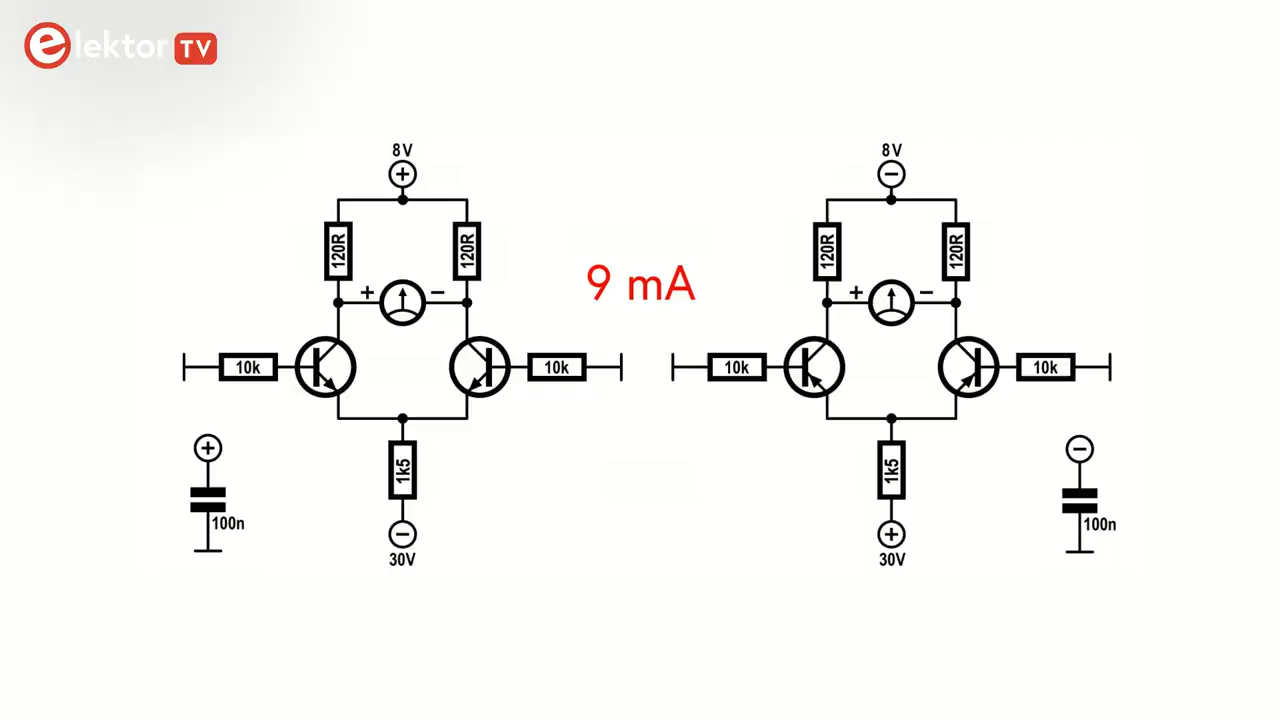 elektor TV
8V
8V
120R
120R
120R
120R
9 mA
+
-
+
-
10k
10k
10k
10k
+
-
1k5
1k5
100n
100n
-
+
30V
30V